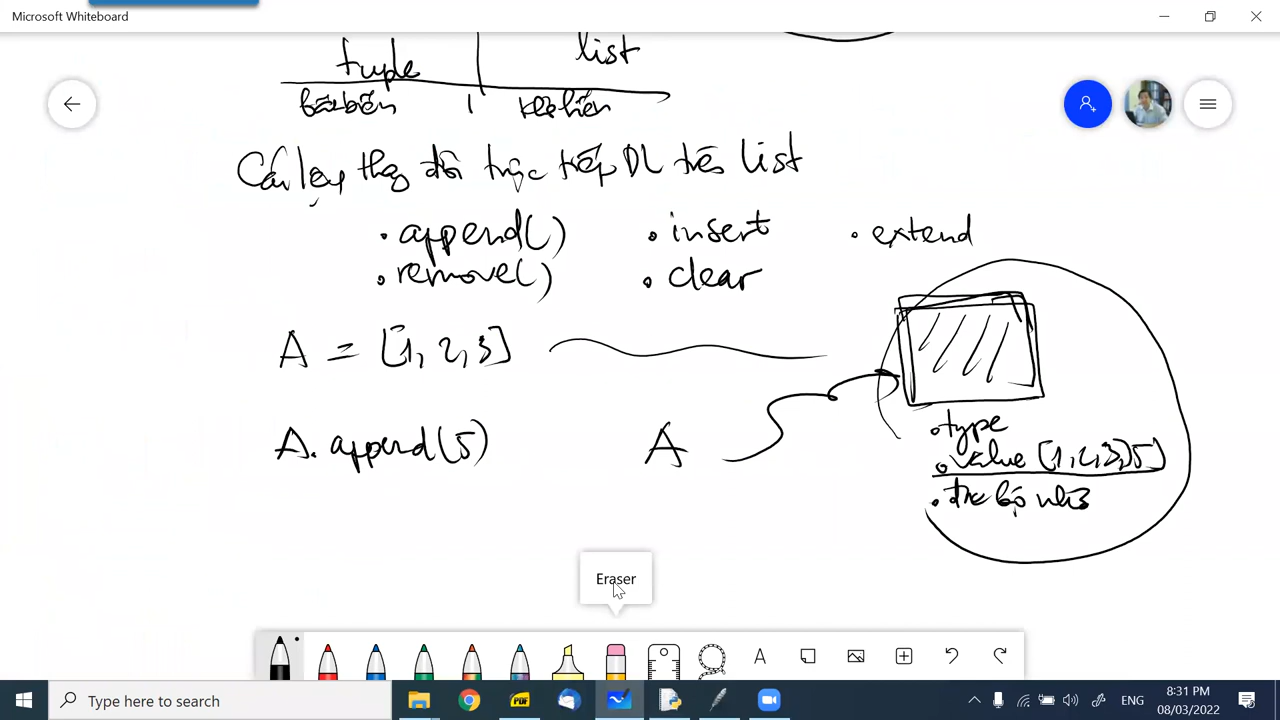 Microsoft Whiteboard
tuple list
bất biến khả biến
Các lệnh thay đổi trực tiếp DL trên list
• append() • insert • extend
• remove() • clear
A = [1, 2, 3]
A. append(5) A
• type
• value [1, 2, 3, 5]
• đ/c bộ nhớ
Eraser
A
Type here to search
PDF
ENG
8:31 PM
08/03/2022